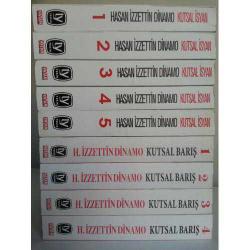 1 HASAN İZZETTİN DİNAMO KUTSAL İSYAN
2 HASAN İZZETTİN DİNAMO KUTSAL İSYAN
3 HASAN İZZETTİN DİNAMO KUTSAL İSYAN
4 HASAN İZZETTİN DİNAMO KUTSAL İSYAN
5 HASAN İZZETTİN DİNAMO KUTSAL İSYAN
H. İZZETTİN DİNAMO KUTSAL BARIŞ 1
H. İZZETTİN DİNAMO KUTSAL BARIŞ 2
H. İZZETTİN DİNAMO KUTSAL BARIŞ 3
H. İZZETTİN DİNAMO KUTSAL BARIŞ 4